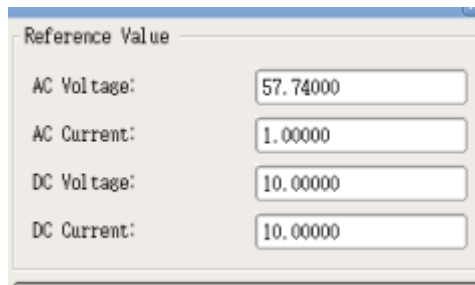 Reference Value
AC Voltage: 57.74000
AC Current: 1.00000
DC Voltage: 10.00000
DC Current: 10.00000